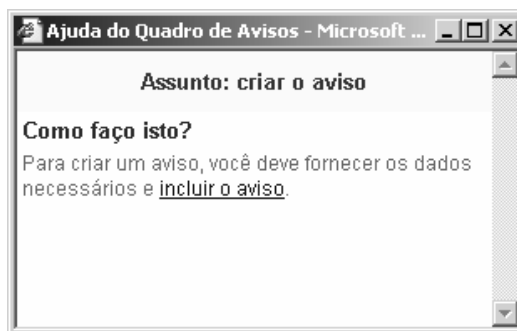 Ajuda do Quadro de Avisos - Microsoft ...
Assunto: criar o aviso
Como faço isto?
Para criar um aviso, você deve fornecer os dados
necessários e incluir o aviso.